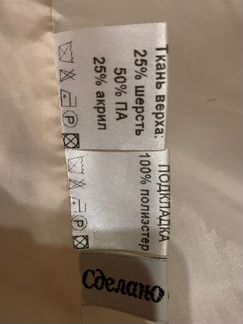 Ткань верха:
25% шерсть
50% ПА
25% акрил
ПОДКЛАДКА
100% полиэстер
Сделано